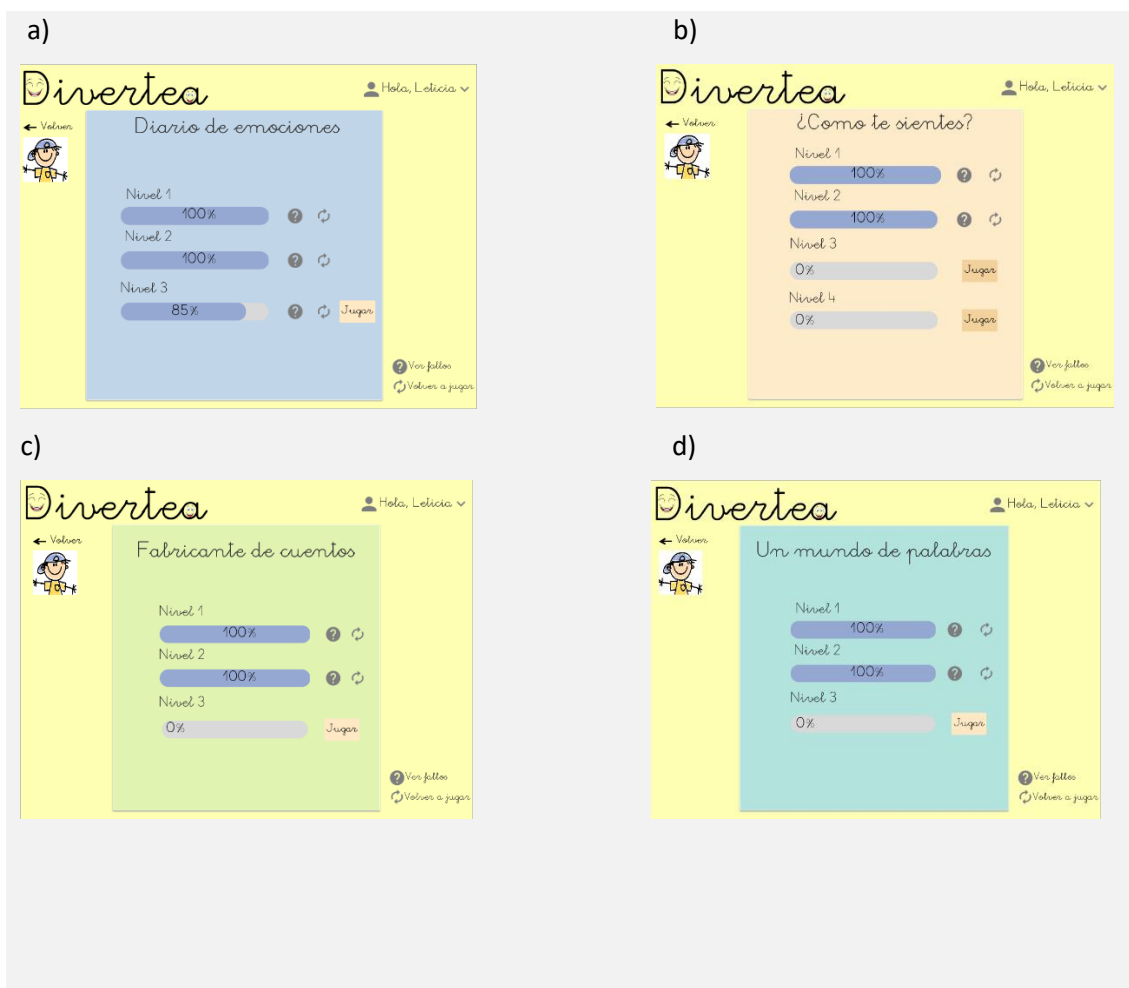 a)
Divertea
Hola, Leticia
Volver
Diario de emociones
Nivel 1
100%
Nivel 2
100%
Nivel 3
85%
Jugar
Ver fallos
Volver a jugar
b)
Divertea
Hola, Leticia
Volver
¿Como te sientes?
Nivel 1
100%
Nivel 2
100%
Nivel 3
0%
Jugar
Nivel 4
0%
Jugar
Ver fallos
Volver a jugar
c)
Divertea
Hola, Leticia
Volver
Fabricante de cuentos
Nivel 1
100%
Nivel 2
100%
Nivel 3
0%
Jugar
Ver fallos
Volver a jugar
d)
Divertea
Hola, Leticia
Volver
Un mundo de palabras
Nivel 1
100%
Nivel 2
100%
Nivel 3
0%
Jugar
Ver fallos
Volver a jugar